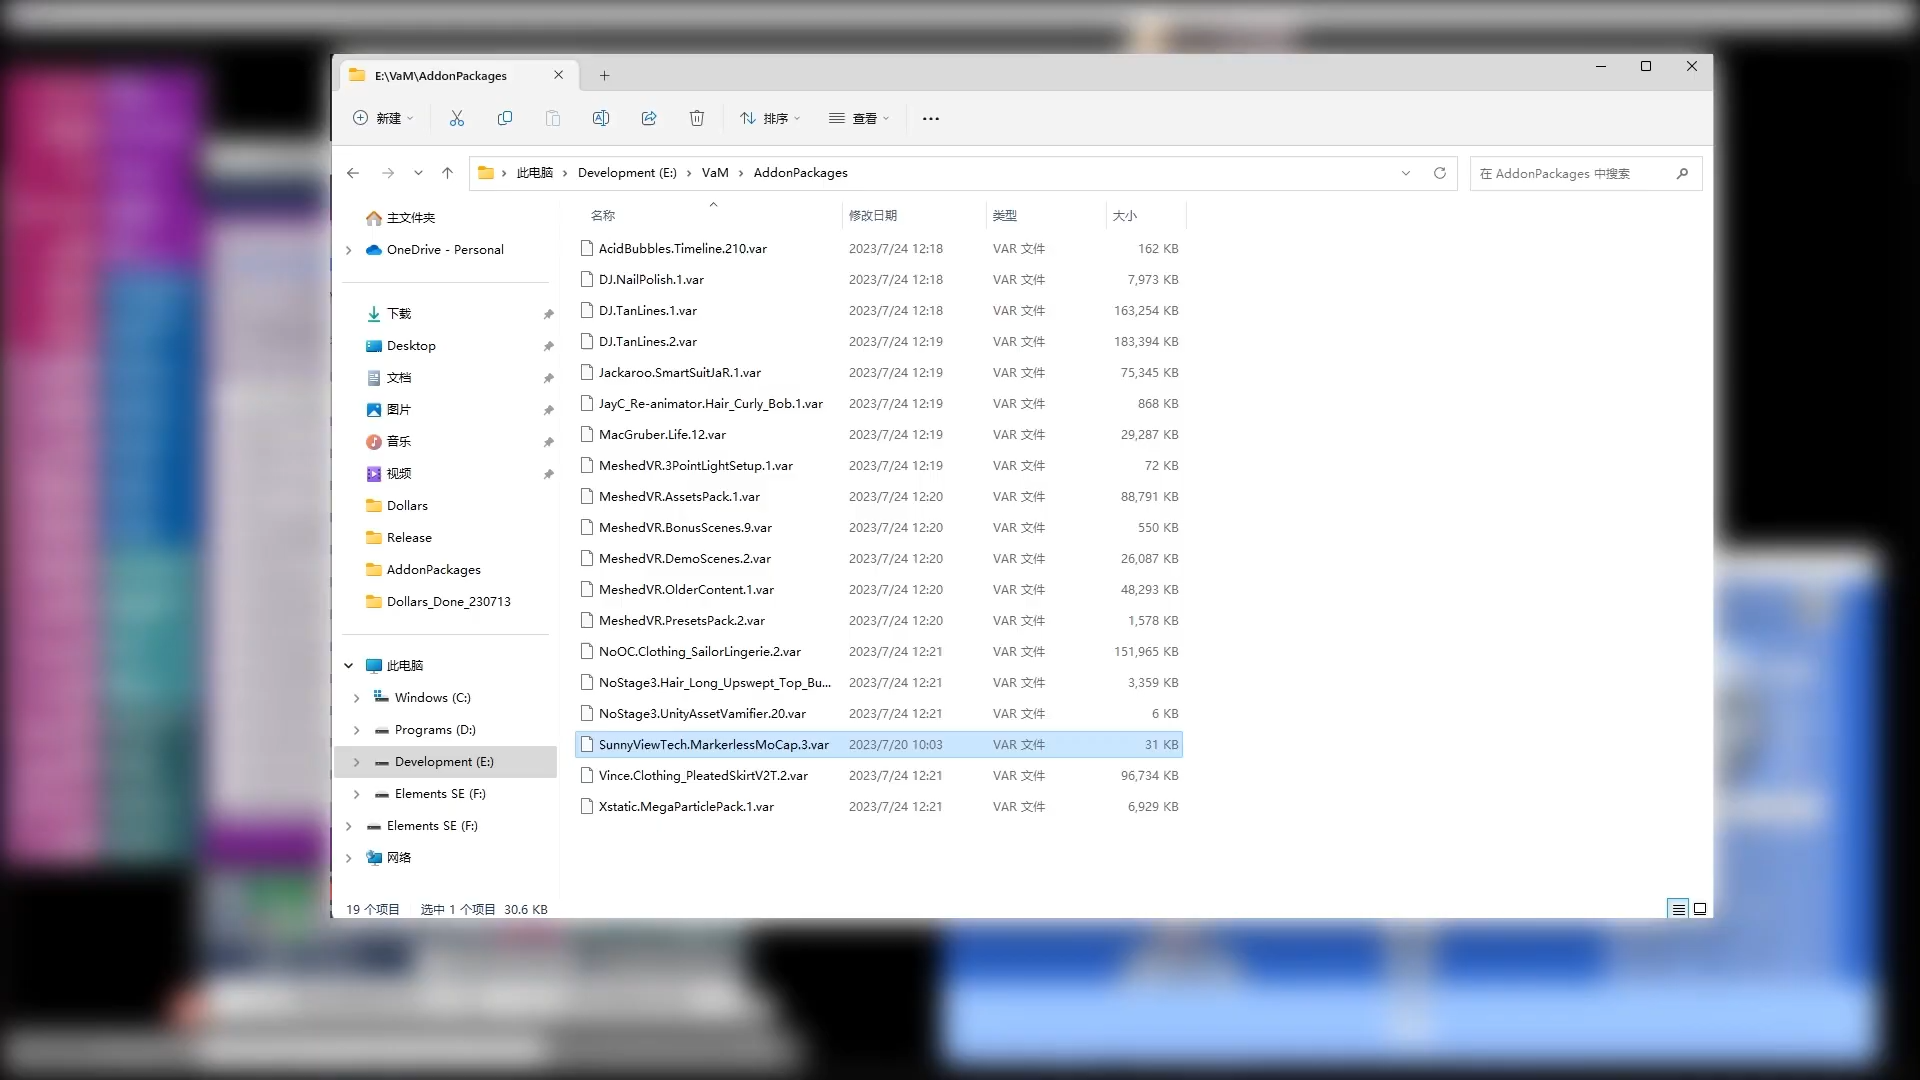 E:\VaM\AddonPackages
新建
排序
查看
此电脑 Development (E:) VaM AddonPackages
在 AddonPackages 中搜索
主文件夹
OneDrive - Personal
下载
Desktop
文档
图片
音乐
视频
Dollars
Release
AddonPackages
Dollars_Done_230713
此电脑
Windows (C:)
Programs (D:)
Development (E:)
Elements SE (F:)
Elements SE (F:)
网络
名称 修改日期 类型 大小
AcidBubbles.Timeline.210.var 2023/7/24 12:18 VAR 文件 162 KB
DJ.NailPolish.1.var 2023/7/24 12:18 VAR 文件 7,973 KB
DJ.TanLines.1.var 2023/7/24 12:18 VAR 文件 163,254 KB
DJ.TanLines.2.var 2023/7/24 12:19 VAR 文件 183,394 KB
Jackaroo.SmartSuitJaR.1.var 2023/7/24 12:19 VAR 文件 75,345 KB
JayC_Re-animator.Hair_Curly_Bob.1.var 2023/7/24 12:19 VAR 文件 868 KB
MacGruber.Life.12.var 2023/7/24 12:19 VAR 文件 29,287 KB
MeshedVR.3PointLightSetup.1.var 2023/7/24 12:19 VAR 文件 72 KB
MeshedVR.AssetsPack.1.var 2023/7/24 12:20 VAR 文件 88,791 KB
MeshedVR.BonusScenes.9.var 2023/7/24 12:20 VAR 文件 550 KB
MeshedVR.DemoScenes.2.var 2023/7/24 12:20 VAR 文件 26,087 KB
MeshedVR.OlderContent.1.var 2023/7/24 12:20 VAR 文件 48,293 KB
MeshedVR.PresetsPack.2.var 2023/7/24 12:20 VAR 文件 1,578 KB
NoOC.Clothing_SailorLingerie.2.var 2023/7/24 12:21 VAR 文件 151,965 KB
NoStage3.Hair_Long_Upswept_Top_Bu... 2023/7/24 12:21 VAR 文件 3,359 KB
NoStage3.UnityAssetVamifier.20.var 2023/7/24 12:21 VAR 文件 6 KB
SunnyViewTech.MarkerlessMoCap.3.var 2023/7/20 10:03 VAR 文件 31 KB
Vince.Clothing_PleatedSkirtV2T.2.var 2023/7/24 12:21 VAR 文件 96,734 KB
Xstatic.MegaParticlePack.1.var 2023/7/24 12:21 VAR 文件 6,929 KB
19 个项目 选中 1 个项目 30.6 KB